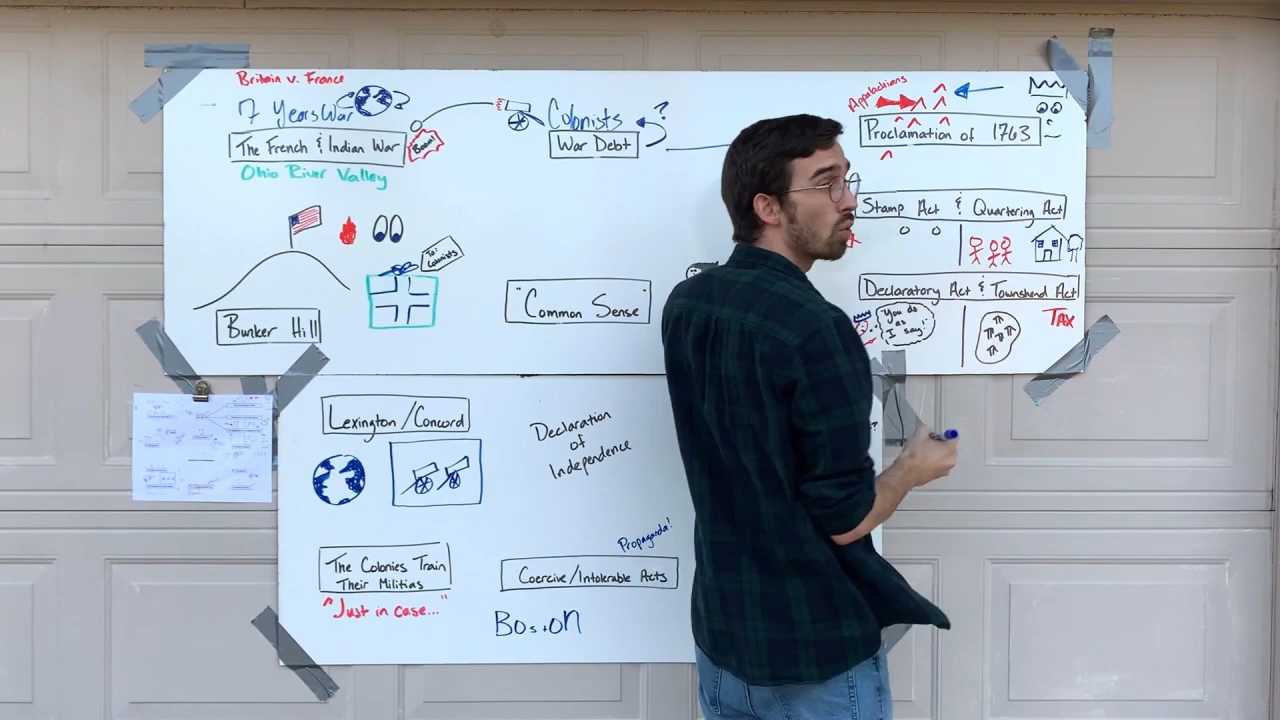 Britain v. France
7 Years War
The French & Indian War
Boom!
Ohio River Valley
Colonists
?
War Debt
Appalachians
Proclamation of 1763
Stamp Act & Quartering Act
To: Colonists
Bunker Hill
"Common Sense"
Declaratory Act & Townshend Act
You do
as
I say!
TAX
Lexington/Concord
Declaration
of
Independence
?
Propaganda!
The Colonies Train
Their Militias
"Just in case..."
Coercive/Intolerable Acts
Boston